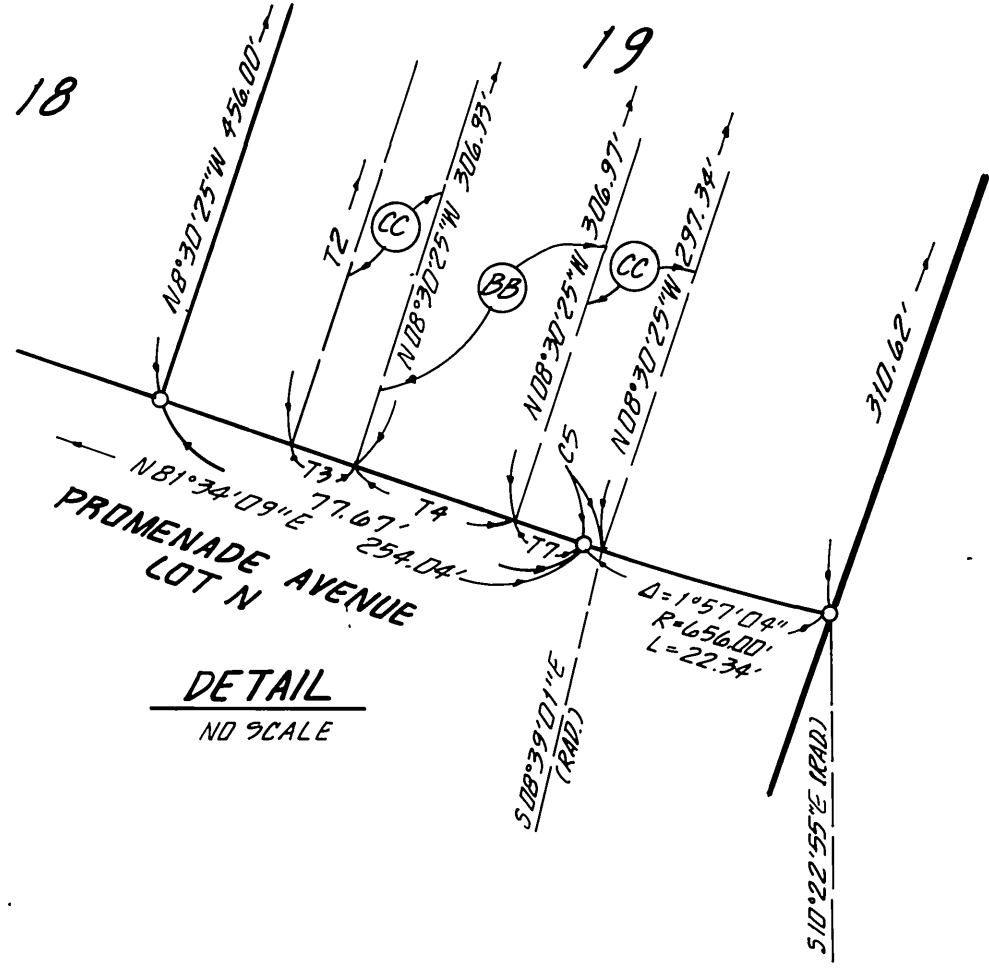 18
19
N8°30'25"W 456.00'
T2
CC
N08°30'25"W 306.93'
BB
N08°30'25"W 306.97'
CC
N08°30'25"W 297.34'
310.62'
C5
T3
T4
T7
N81°34'09"E
77.67'
254.04'
PROMENADE AVENUE
LOT N
Δ=1°57'04"
R=656.00'
L=22.34'
DETAIL
NO SCALE
S08°39'01"E
(RAD.)
S10°22'55"E (RAD.)